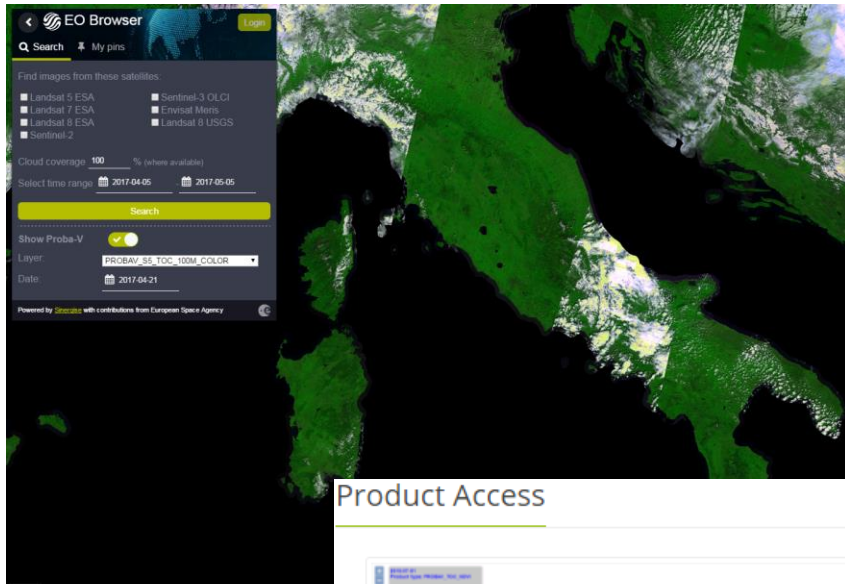 EO Browser
Login
Search My pins
Find images from these satellites:
Landsat 5 ESA Sentinel-3 OLCI
Landsat 7 ESA Envisat Meris
Landsat 8 ESA Landsat 8 USGS
Sentinel-2
Cloud coverage 100 % (where available)
Select time range 2017-04-05 - 2017-05-05
Search
Show Proba-V
Layer: PROBAV_S5_TOC_100M_COLOR
Date: 2017-04-21
Powered by Sinergise with contributions from European Space Agency
Product Access